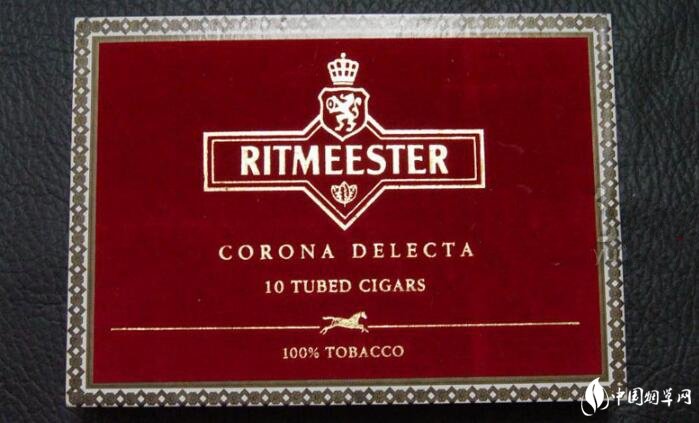 RITMEESTER
CORONA DELECTA
10 TUBED CIGARS
100% TOBACCO
中国烟草网